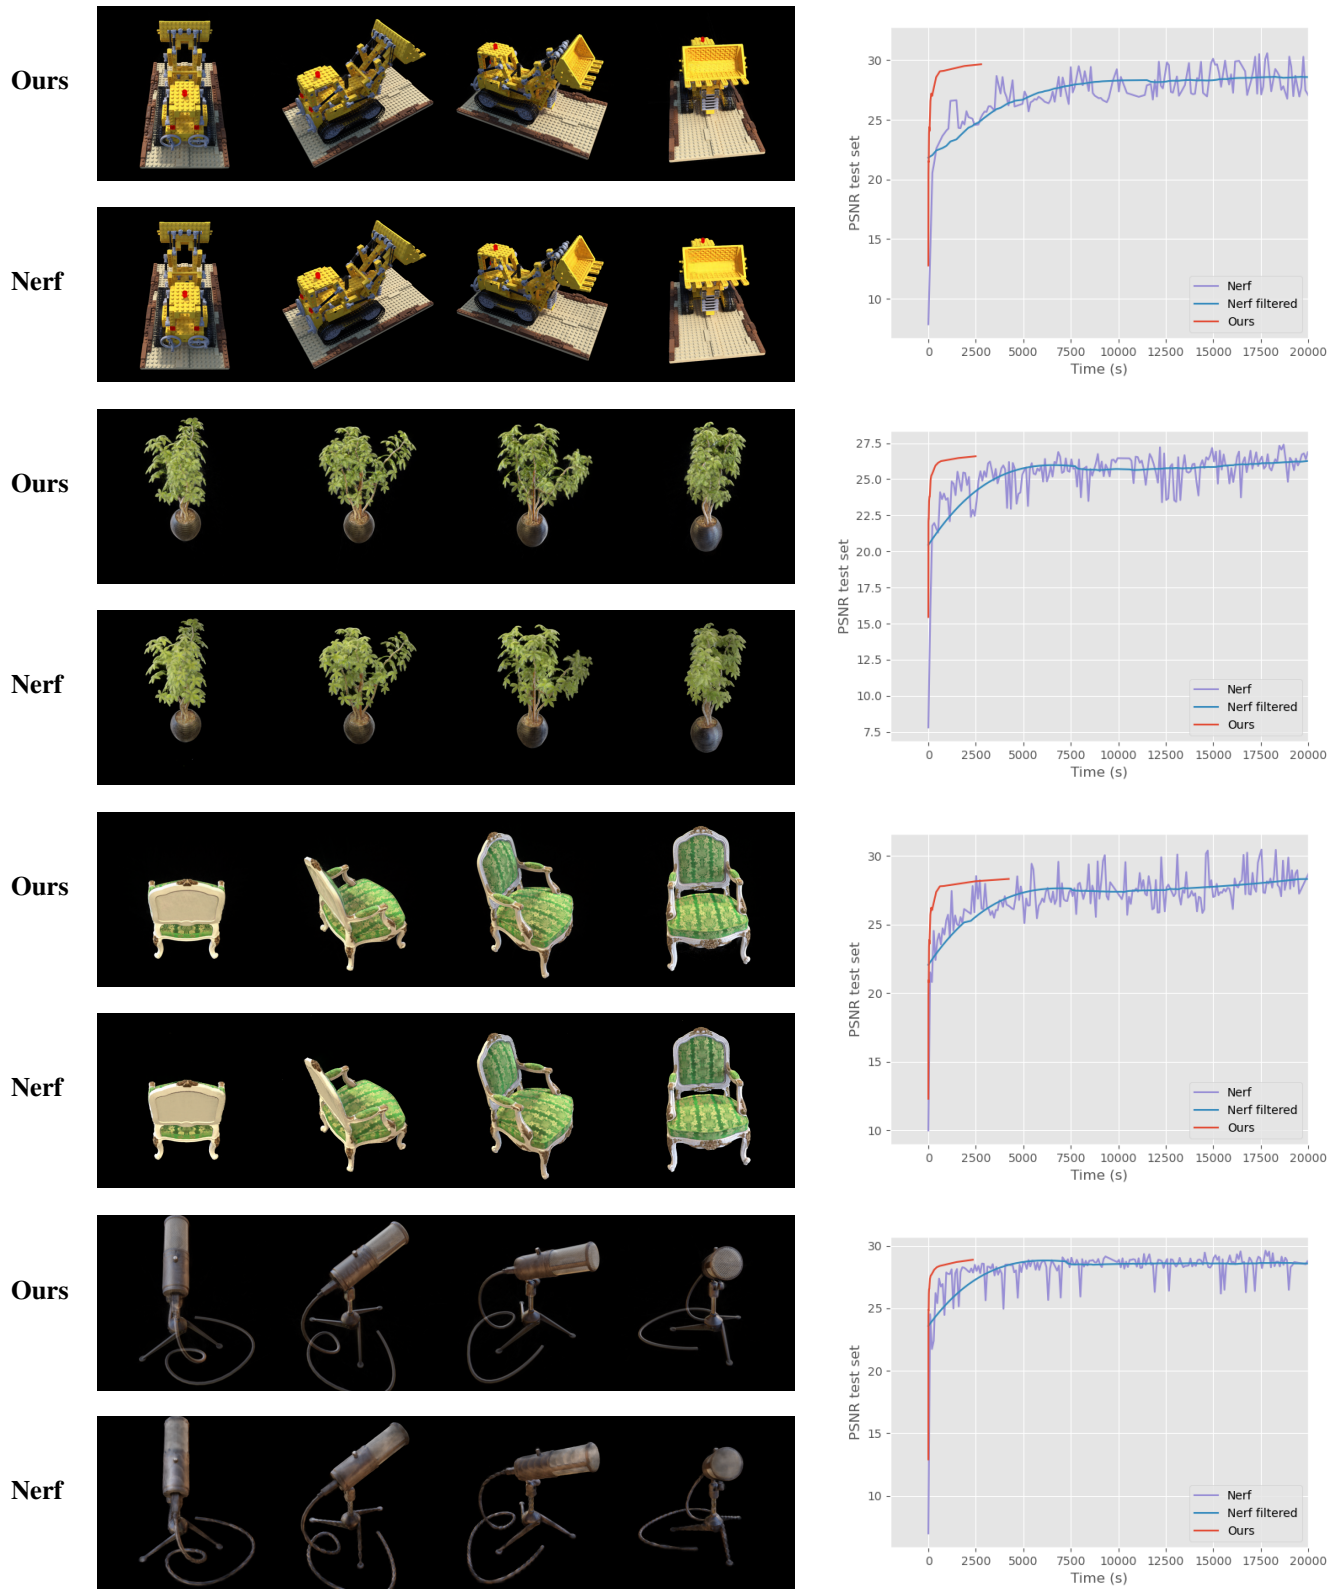 Ours
Nerf
30
25
20
15
10
PSNR test set
Nerf
Nerf filtered
Ours
0 2500 5000 7500 10000 12500 15000 17500 20000
Time (s)
Ours
Nerf
27.5
25.0
22.5
20.0
17.5
15.0
12.5
10.0
7.5
PSNR test set
Nerf
Nerf filtered
Ours
0 2500 5000 7500 10000 12500 15000 17500 20000
Time (s)
Ours
Nerf
30
25
20
15
10
PSNR test set
Nerf
Nerf filtered
Ours
0 2500 5000 7500 10000 12500 15000 17500 20000
Time (s)
Ours
Nerf
30
25
20
15
10
PSNR test set
Nerf
Nerf filtered
Ours
0 2500 5000 7500 10000 12500 15000 17500 20000
Time (s)